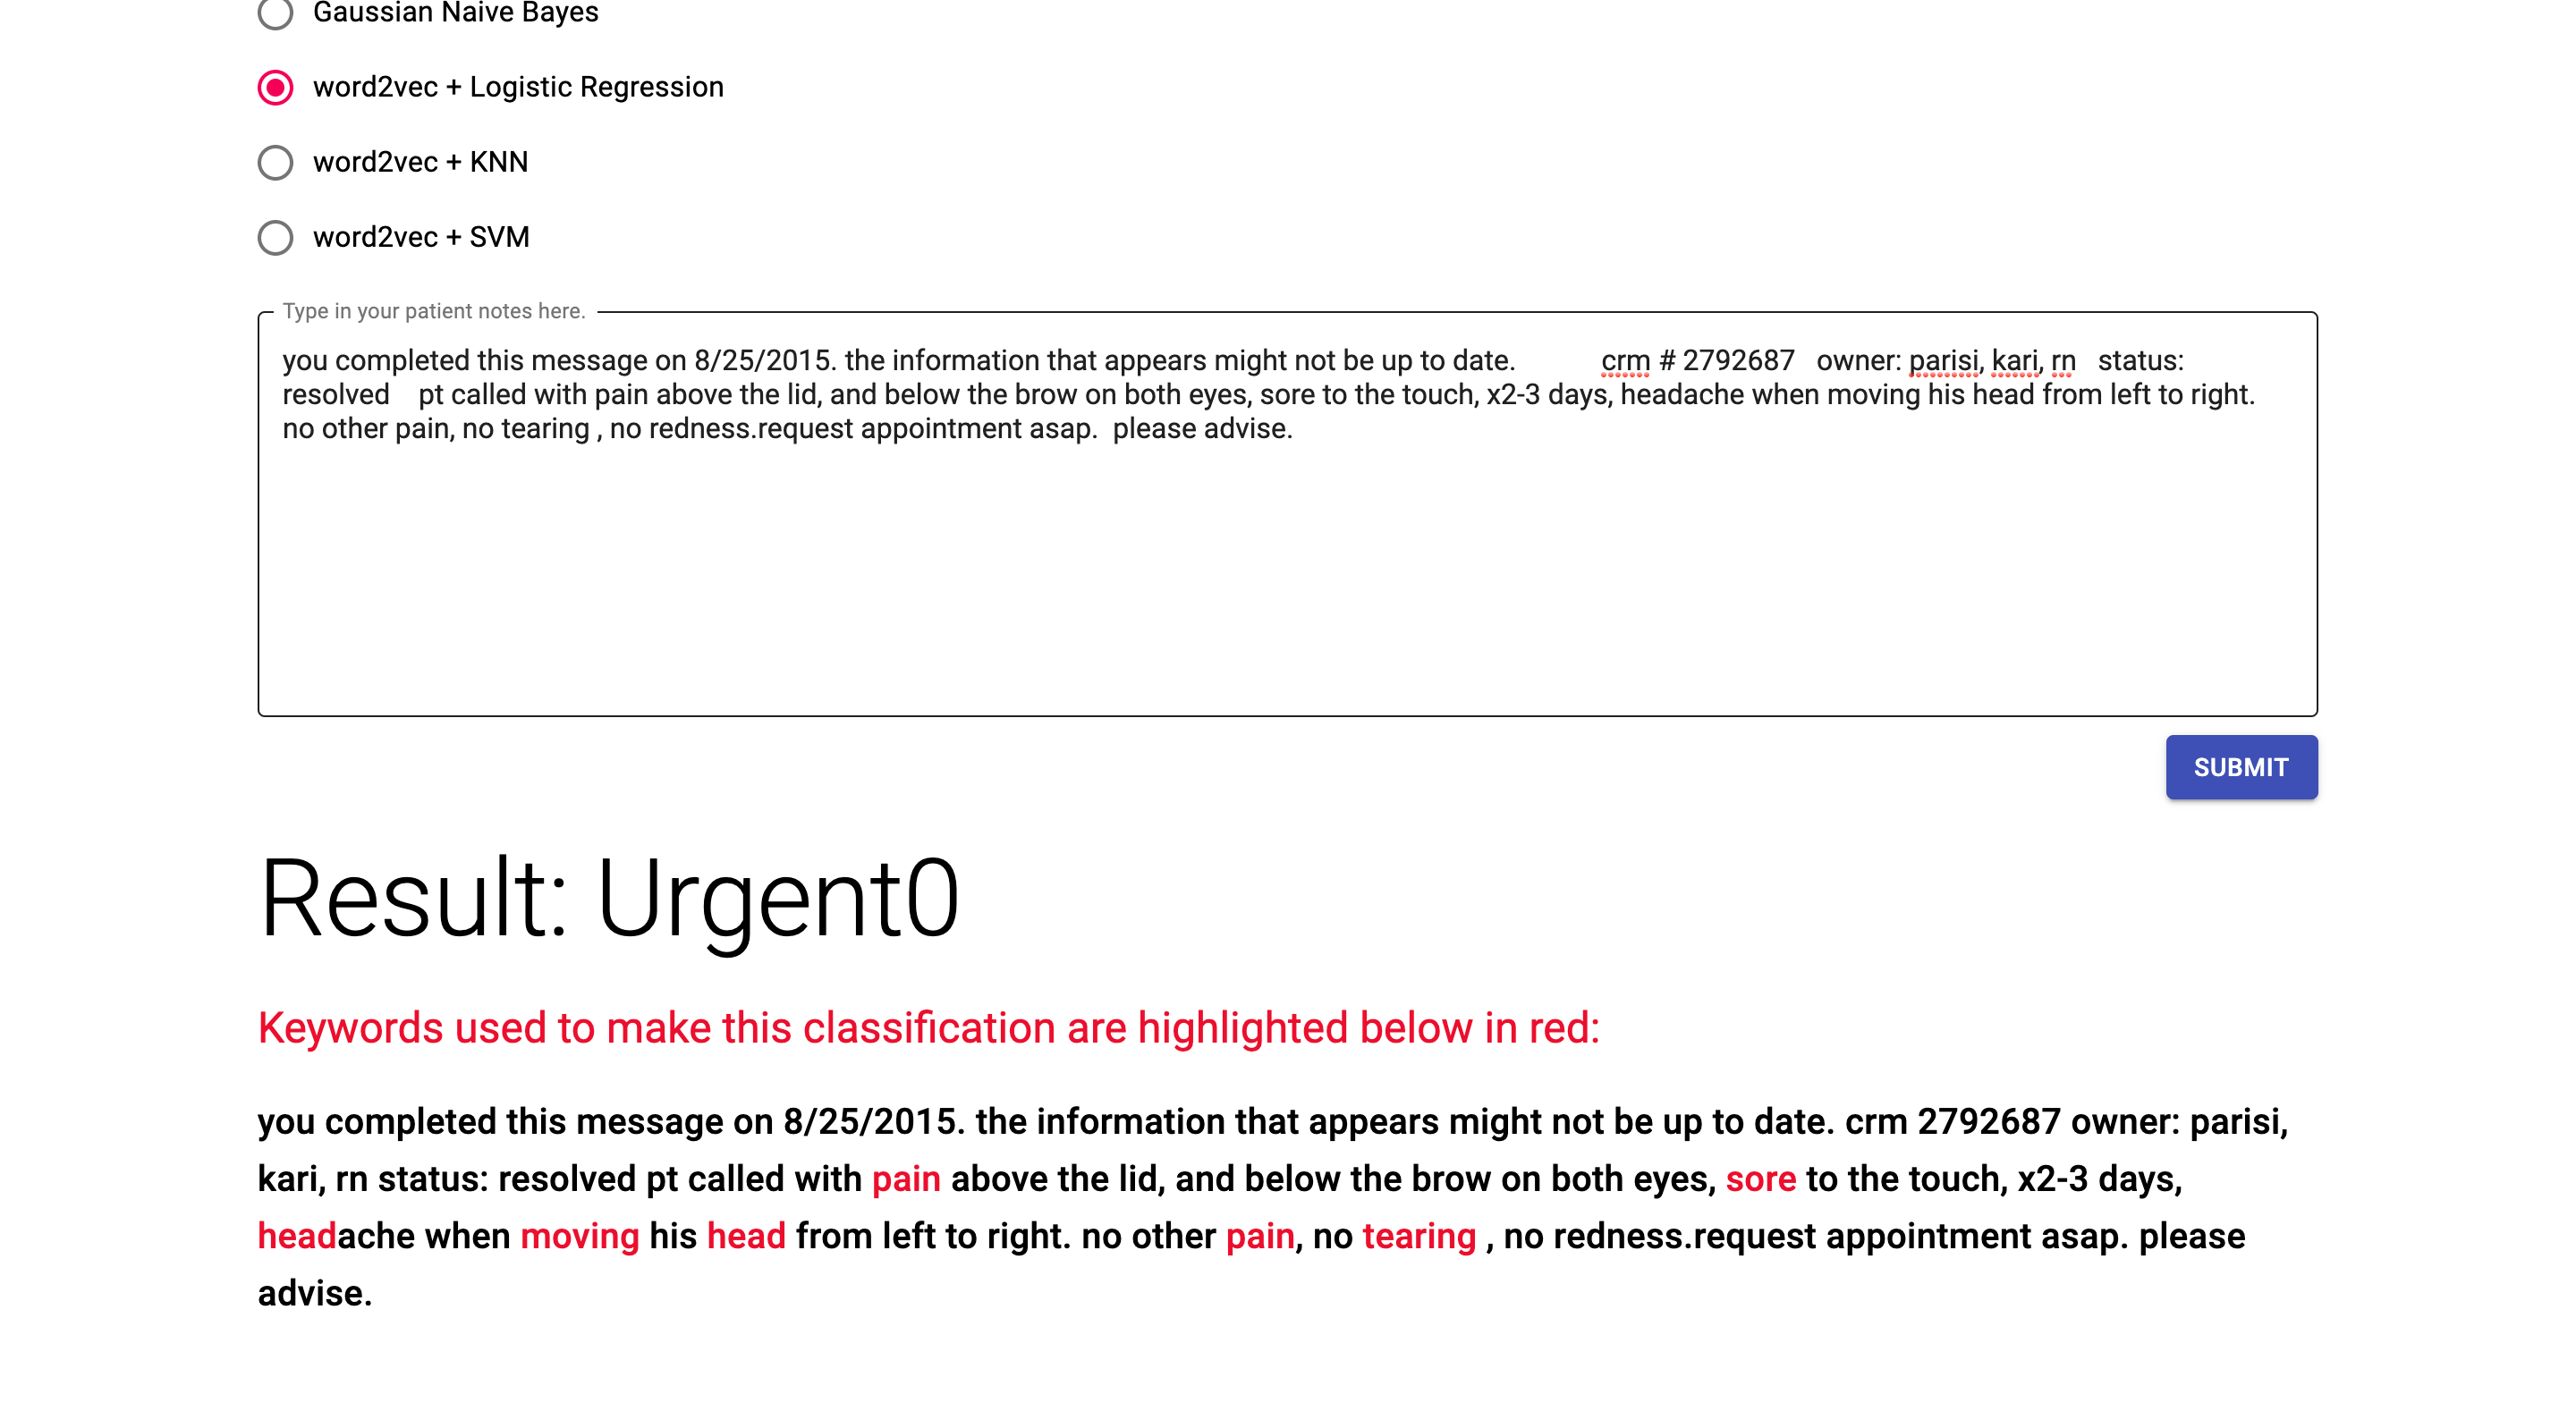 Gaussian Naive Bayes
word2vec + Logistic Regression
word2vec + KNN
word2vec + SVM
Type in your patient notes here.
you completed this message on 8/25/2015. the information that appears might not be up to date. crm # 2792687 owner: parisi, kari, rn status:
resolved pt called with pain above the lid, and below the brow on both eyes, sore to the touch, x2-3 days, headache when moving his head from left to right.
no other pain, no tearing , no redness.request appointment asap. please advise.
SUBMIT
Result: Urgent0
Keywords used to make this classification are highlighted below in red:
you completed this message on 8/25/2015. the information that appears might not be up to date. crm 2792687 owner: parisi,
kari, rn status: resolved pt called with pain above the lid, and below the brow on both eyes, sore to the touch, x2-3 days,
headache when moving his head from left to right. no other pain, no tearing , no redness.request appointment asap. please
advise.